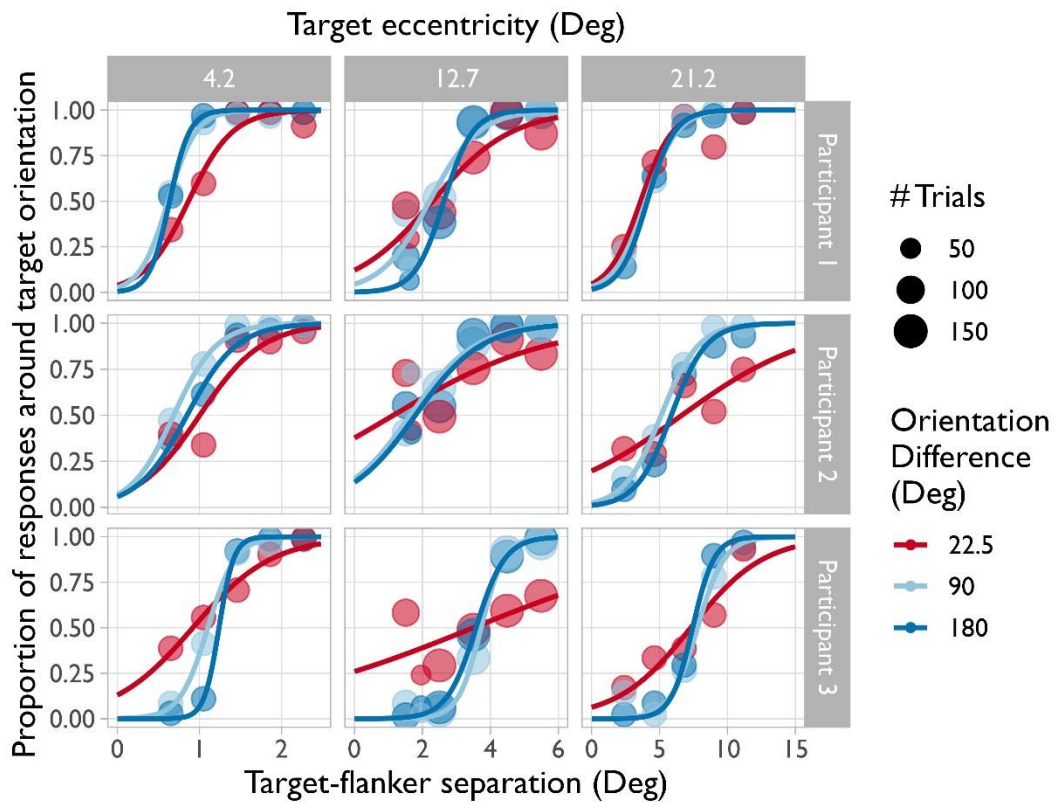 Target eccentricity (Deg)
4.2
12.7
21.2
Proportion of responses around target orientation
1.00
0.75
0.50
0.25
0.00
Participant 1
1.00
0.75
0.50
0.25
0.00
Participant 2
1.00
0.75
0.50
0.25
0.00
Participant 3
0 1 2
0 2 4 6
0 5 10 15
Target-flanker separation (Deg)
# Trials
50
100
150
Orientation
Difference
(Deg)
22.5
90
180